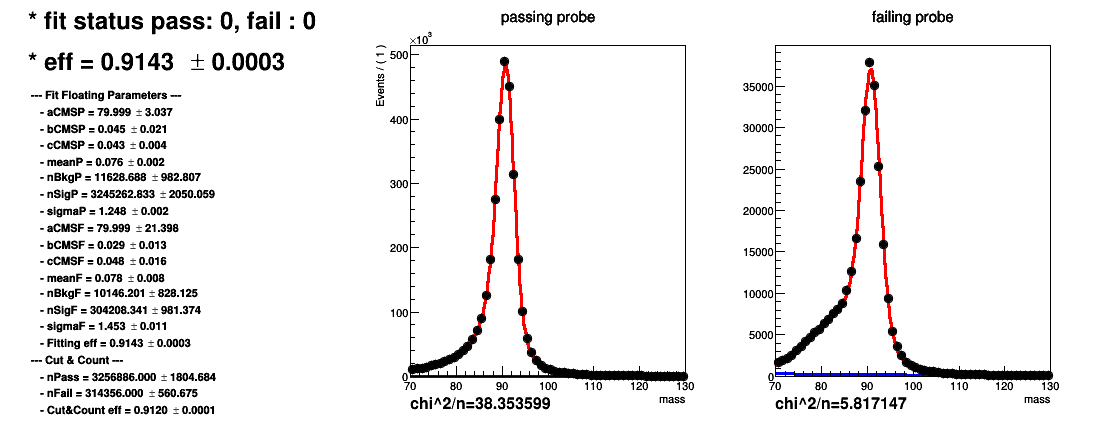 * fit status pass: 0, fail : 0
* eff = 0.9143 ± 0.0003
--- Fit Floating Parameters ---
- aCMSP = 79.999 ± 3.037
- bCMSP = 0.045 ± 0.021
- cCMSP = 0.043 ± 0.004
- meanP = 0.076 ± 0.002
- nBkgP = 11628.688 ± 982.807
- nSigP = 3245262.833 ± 2050.059
- sigmaP = 1.248 ± 0.002
- aCMSF = 79.999 ± 21.398
- bCMSF = 0.029 ± 0.013
- cCMSF = 0.048 ± 0.016
- meanF = 0.078 ± 0.008
- nBkgF = 10146.201 ± 828.125
- nSigF = 304208.341 ± 981.374
- sigmaF = 1.453 ± 0.011
- Fitting eff = 0.9143 ± 0.0003
--- Cut & Count ---
- nPass = 3256886.000 ± 1804.684
- nFail = 314356.000 ± 560.675
- Cut&Count eff = 0.9120 ± 0.0001
passing probe
×10³
Events / ( 1 )
500
400
300
200
100
0
70 80 90 100 110 120 130
mass
chi^2/n=38.353599
failing probe
35000
30000
25000
20000
15000
10000
5000
0
70 80 90 100 110 120 130
mass
chi^2/n=5.817147